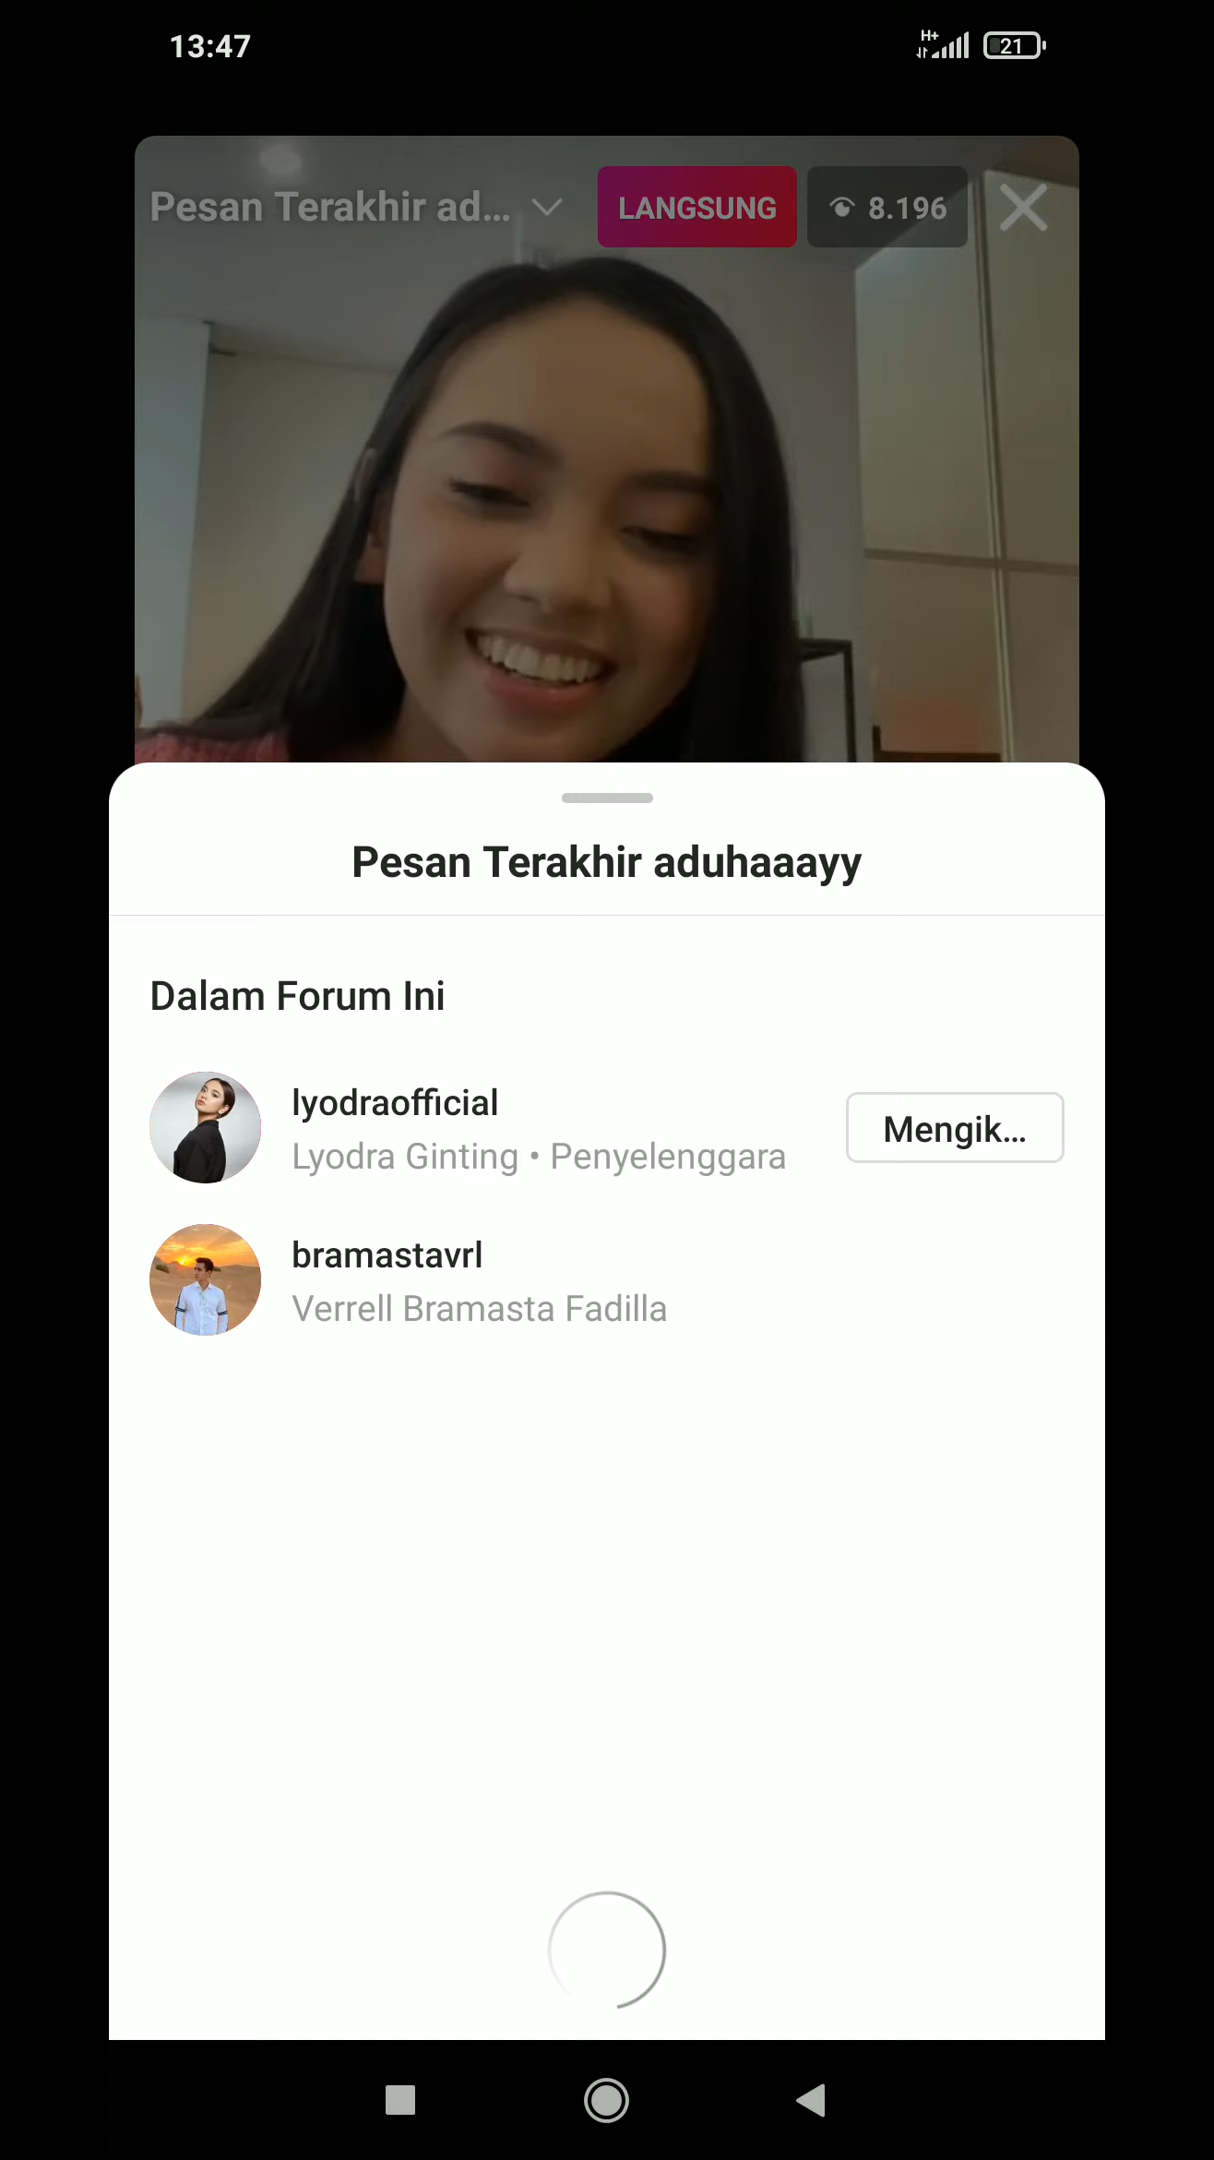 13:47
H+
21
Pesan Terakhir ad...
LANGSUNG
8.196
Pesan Terakhir aduhaaayy
Dalam Forum Ini
lyodraofficial
Lyodra Ginting • Penyelenggara
Mengik...
bramastavrl
Verrell Bramasta Fadilla